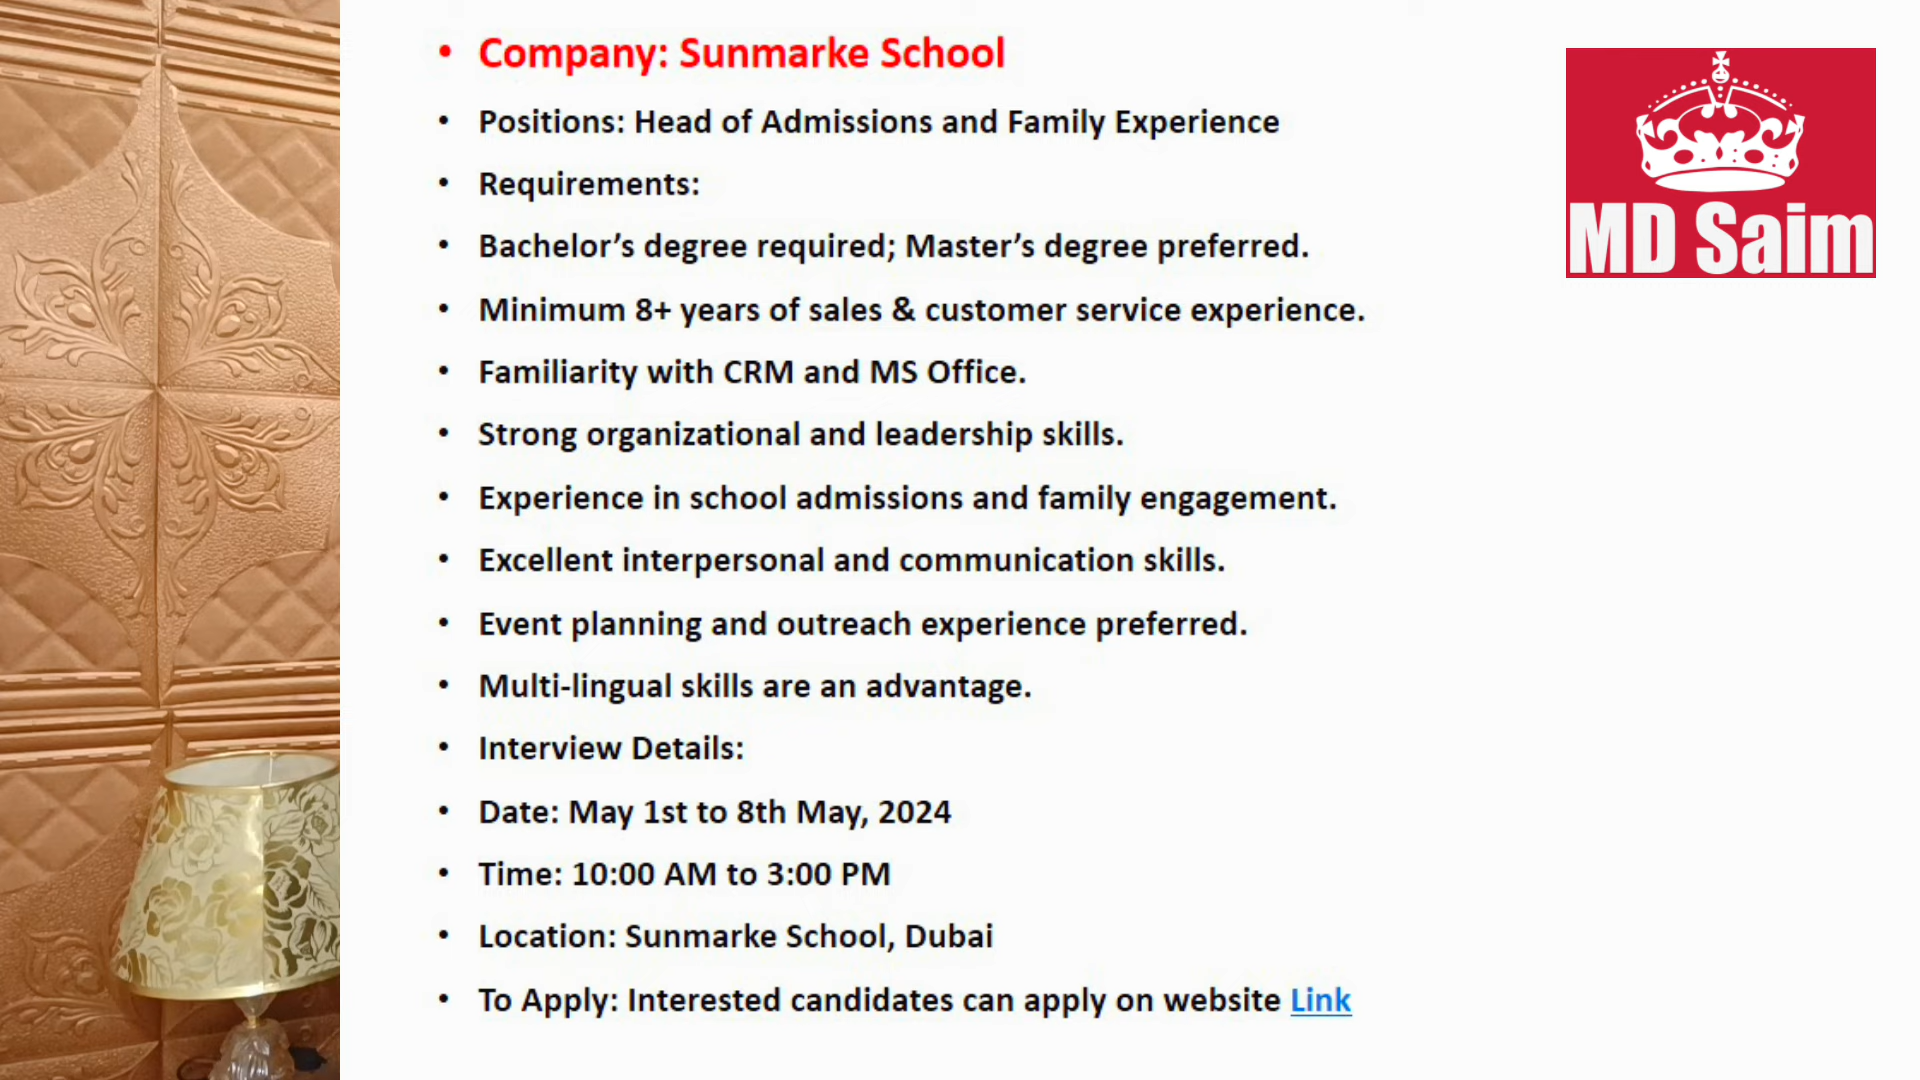 • Company: Sunmarke School
• Positions: Head of Admissions and Family Experience
• Requirements:
• Bachelor’s degree required; Master’s degree preferred.
• Minimum 8+ years of sales & customer service experience.
• Familiarity with CRM and MS Office.
• Strong organizational and leadership skills.
• Experience in school admissions and family engagement.
• Excellent interpersonal and communication skills.
• Event planning and outreach experience preferred.
• Multi-lingual skills are an advantage.
• Interview Details:
• Date: May 1st to 8th May, 2024
• Time: 10:00 AM to 3:00 PM
• Location: Sunmarke School, Dubai
• To Apply: Interested candidates can apply on website Link
MD Saim